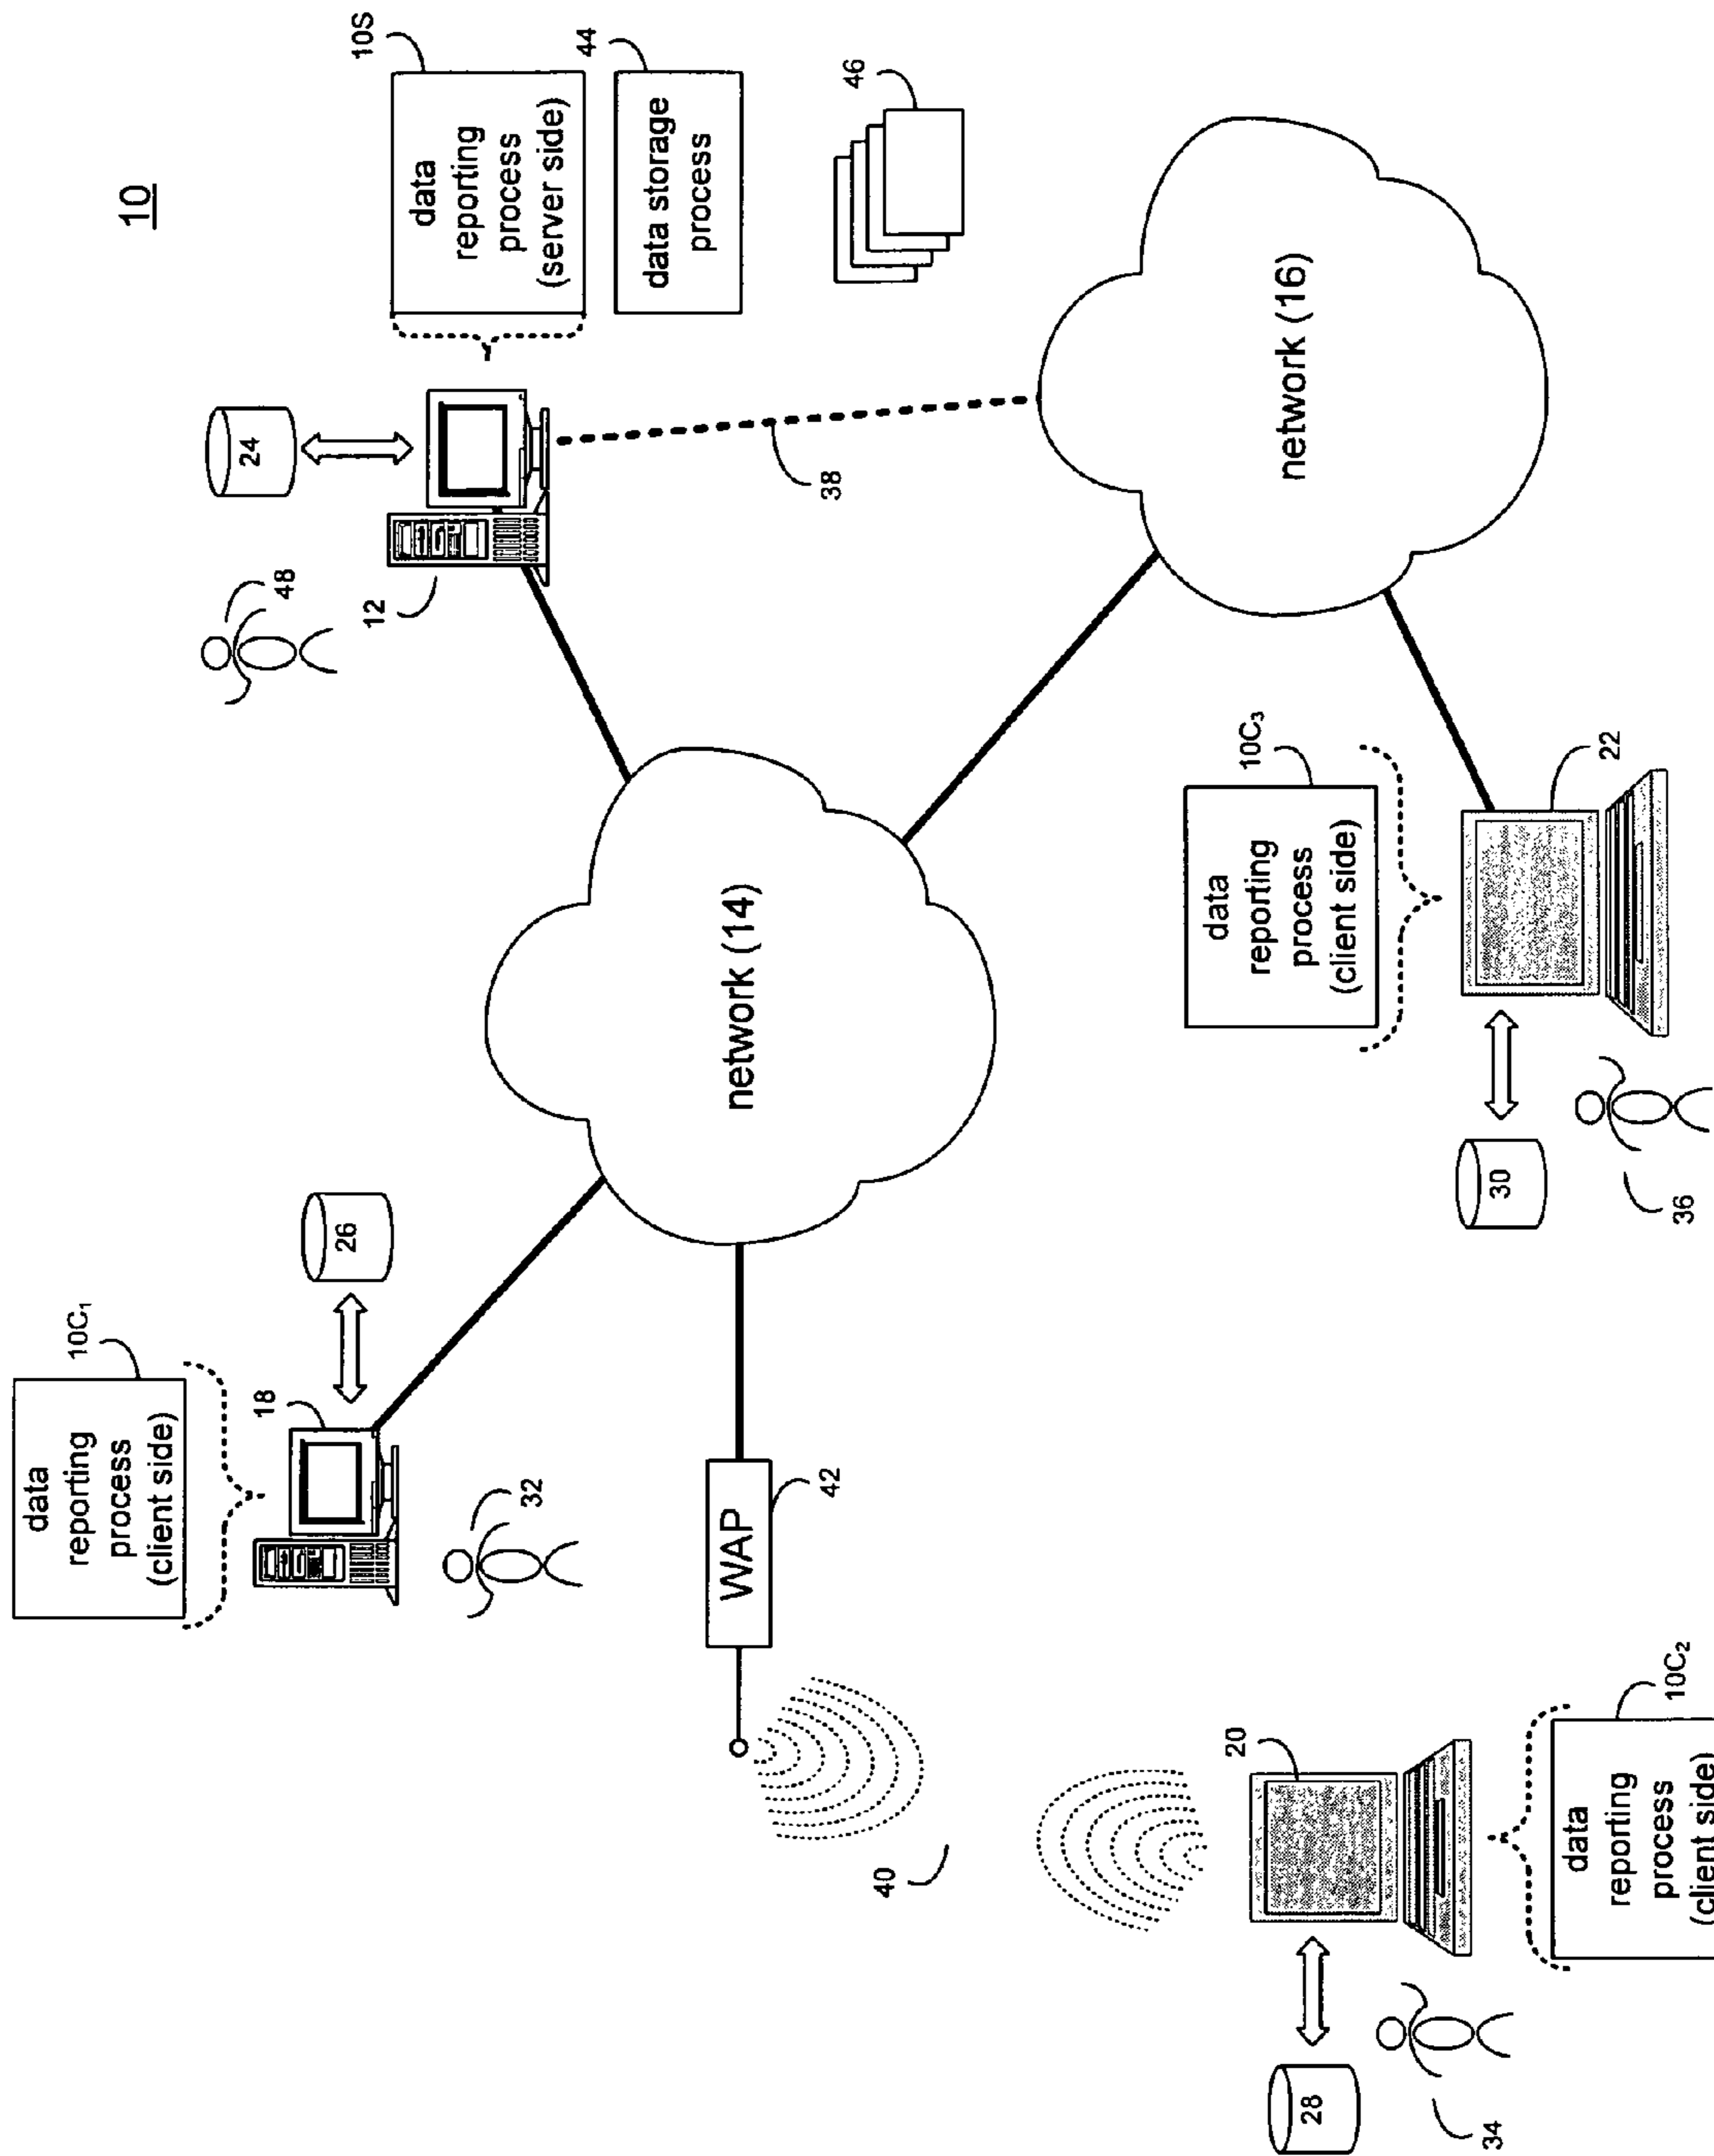 data
reporting
process
(client side)
10C₁
10
24
18
48
26
10S
12
data
reporting
process
(server side)
32
44
data storage
process
WAP
42
network (14)
38
46
40
20
10C₃
data
reporting
process
(client side)
network (16)
28
34
30
22
36
10C₂
data
reporting
process
(client side)